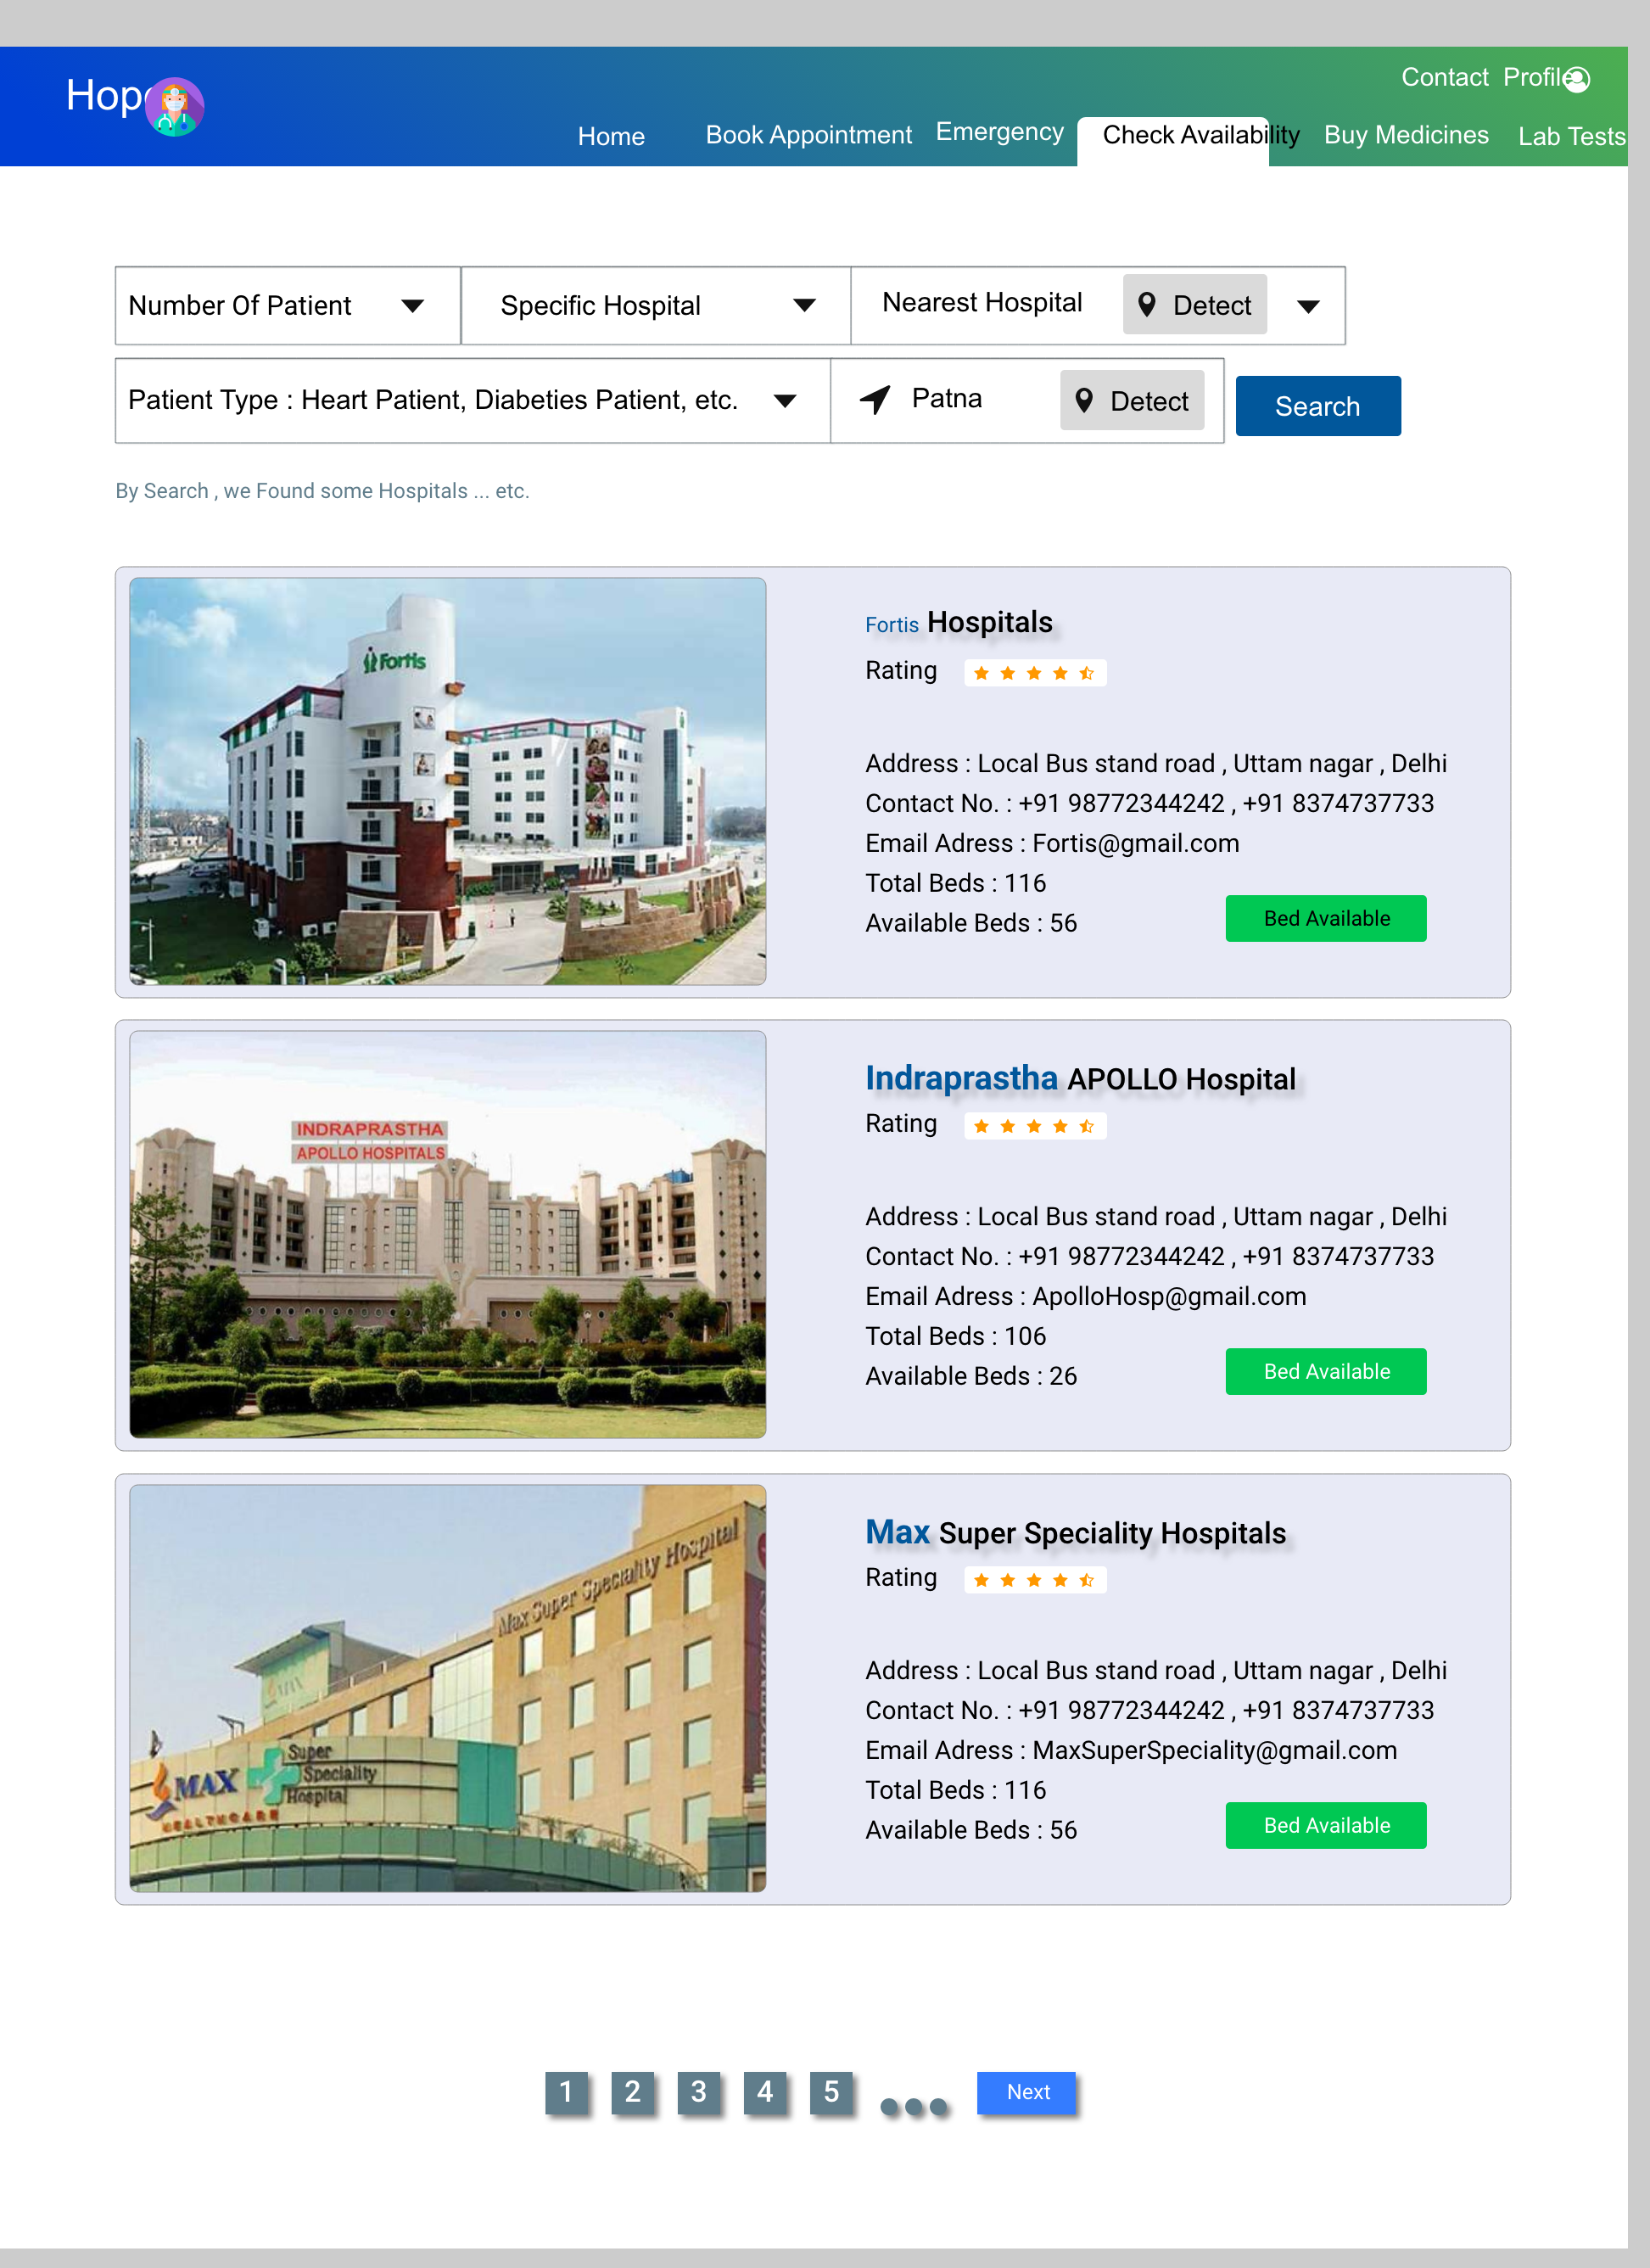 Contact Profile
Hop
Home Book Appointment Emergency Check Availability Buy Medicines Lab Tests
Number Of Patient Specific Hospital Nearest Hospital Detect
Patient Type : Heart Patient, Diabeties Patient, etc. Patna Detect Search
By Search , we Found some Hospitals ... etc.
Fortis
Fortis Hospitals
Rating
Address : Local Bus stand road , Uttam nagar , Delhi
Contact No. : +91 98772344242 , +91 8374737733
Email Adress : Fortis@gmail.com
Total Beds : 116
Available Beds : 56
Bed Available
INDRAPRASTHA
APOLLO HOSPITALS
Indraprastha APOLLO Hospital
Rating
Address : Local Bus stand road , Uttam nagar , Delhi
Contact No. : +91 98772344242 , +91 8374737733
Email Adress : ApolloHosp@gmail.com
Total Beds : 106
Available Beds : 26
Bed Available
Max Super Speciality Hospital
MAX
Super
Speciality
Hospital
MAX
HEALTHCARE
Max Super Speciality Hospitals
Rating
Address : Local Bus stand road , Uttam nagar , Delhi
Contact No. : +91 98772344242 , +91 8374737733
Email Adress : MaxSuperSpeciality@gmail.com
Total Beds : 116
Available Beds : 56
Bed Available
1 2 3 4 5 ... Next